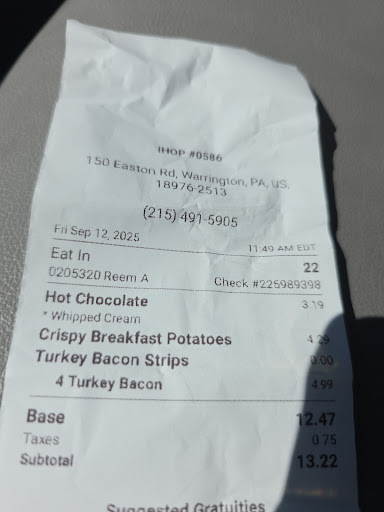 IHOP #0586
150 Easton Rd, Warrington, PA, US,
18976-2513
(215) 491-5905
Fri Sep 12, 2025 11:49 AM EDT
Eat In 22
0205320 Reem A Check #225989398
Hot Chocolate 3.19
* Whipped Cream
Crispy Breakfast Potatoes 4.29
Turkey Bacon Strips 0.00
4 Turkey Bacon 4.99
Base 12.47
Taxes 0.75
Subtotal 13.22
Suggested Gratuities